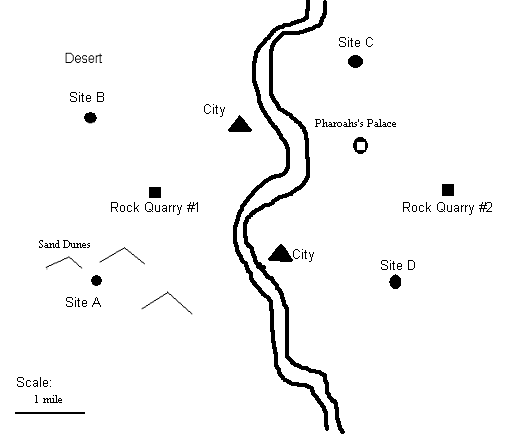 Site C
Desert
Site B
City
Pharoahs's Palace
Rock Quarry #1
Rock Quarry #2
Sand Dunes
City
Site D
Site A
Scale:
1 mile